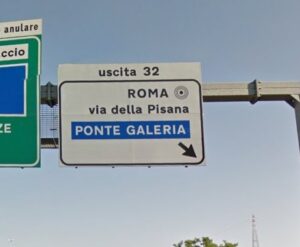 anulare
uscita 32
ROMA
via della Pisana
PONTE GALERIA